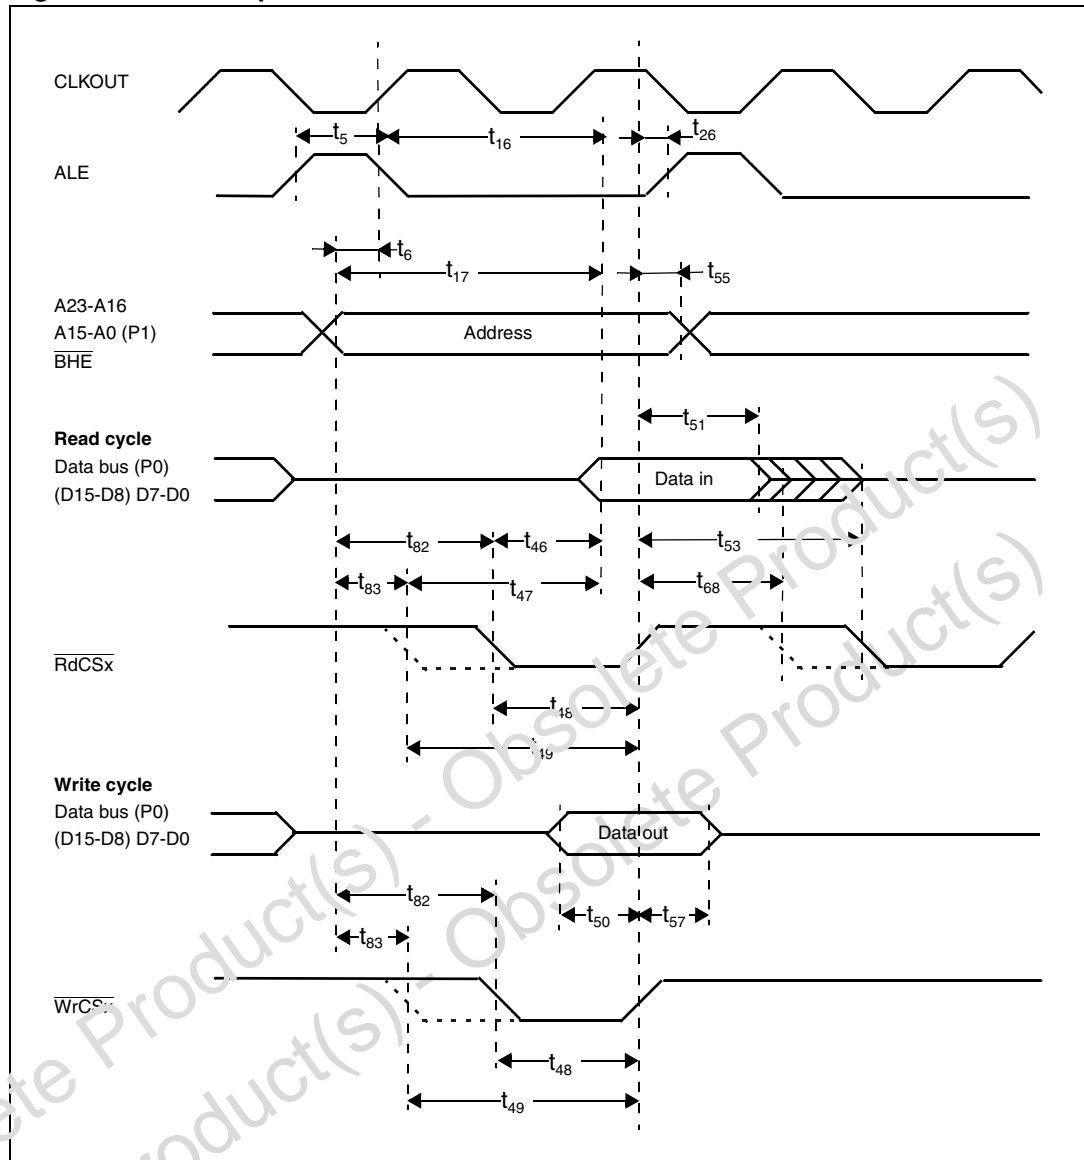 CLKOUT
t5
t16
t26
ALE
t6
t17
t55
A23-A16
A15-A0 (P1)
Address
BHE
t51
Read cycle
Data bus (P0)
Data in
(D15-D8) D7-D0
t82
t46
t53
t83
t47
t68
RdCSx
t48
t49
Write cycle
Data bus (P0)
(D15-D8) D7-D0
Data out
t82
t50
t57
t83
WrCSx
t48
t49
Product(s) - Obsolete Product(s)
Product(s) - Obsolete Product(s)